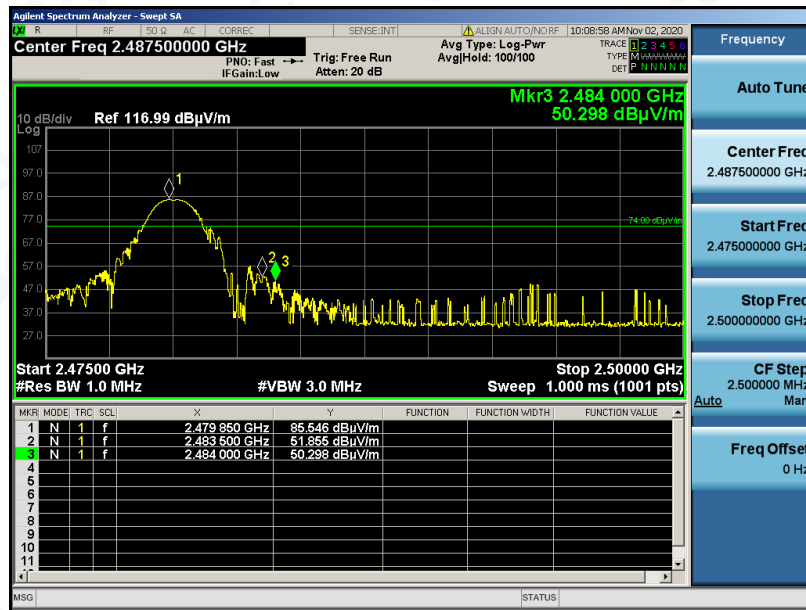 Agilent Spectrum Analyzer - Swept SA
LXI R RF 50 Ω AC CORREC SENSE:INT ALIGN AUTO/NO RF 10:08:58 AM Nov 02, 2020
Center Freq 2.487500000 GHz
PNO: Fast
IFGain:Low
Trig: Free Run
Atten: 20 dB
Avg Type: Log-Pwr
Avg|Hold: 100/100
TRACE 1 2 3 4 5 6
TYPE M
DET P N N N N N
Mkr3 2.484 000 GHz
50.298 dBµV/m
10 dB/div Ref 116.99 dBµV/m
Log
107
97.0
87.0
77.0
67.0
57.0
47.0
37.0
27.0
1
2
3
74.00 dBµV/m
Start 2.47500 GHz Stop 2.50000 GHz
#Res BW 1.0 MHz #VBW 3.0 MHz Sweep 1.000 ms (1001 pts)
MKR MODE TRC SCL X Y FUNCTION FUNCTION WIDTH FUNCTION VALUE
1 N 1 f 2.479 850 GHz 85.546 dBµV/m
2 N 1 f 2.483 500 GHz 51.855 dBµV/m
3 N 1 f 2.484 000 GHz 50.298 dBµV/m
4
5
6
7
8
9
10
11
MSG STATUS
Frequency
Auto Tune
Center Freq
2.487500000 GHz
Start Freq
2.475000000 GHz
Stop Freq
2.500000000 GHz
CF Step
2.500000 MHz
Auto Man
Freq Offset
0 Hz